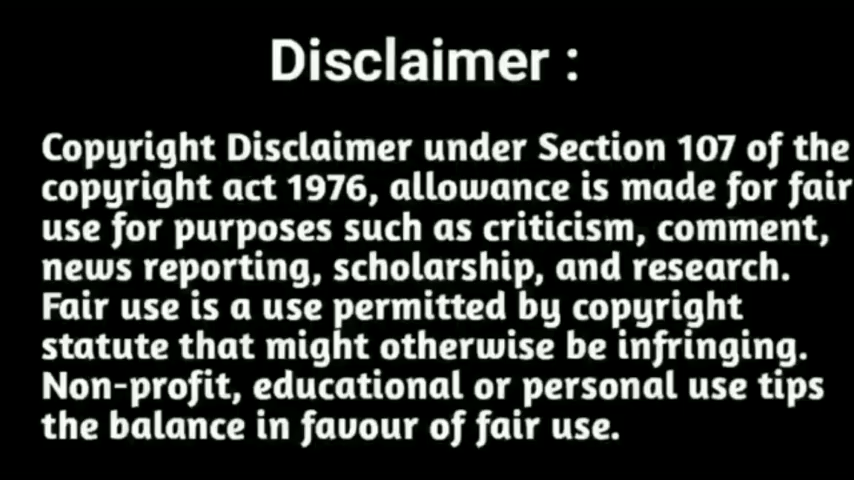 Disclaimer :
Copyright Disclaimer under Section 107 of the
copyright act 1976, allowance is made for fair
use for purposes such as criticism, comment,
news reporting, scholarship, and research.
Fair use is a use permitted by copyright
statute that might otherwise be infringing.
Non-profit, educational or personal use tips
the balance in favour of fair use.